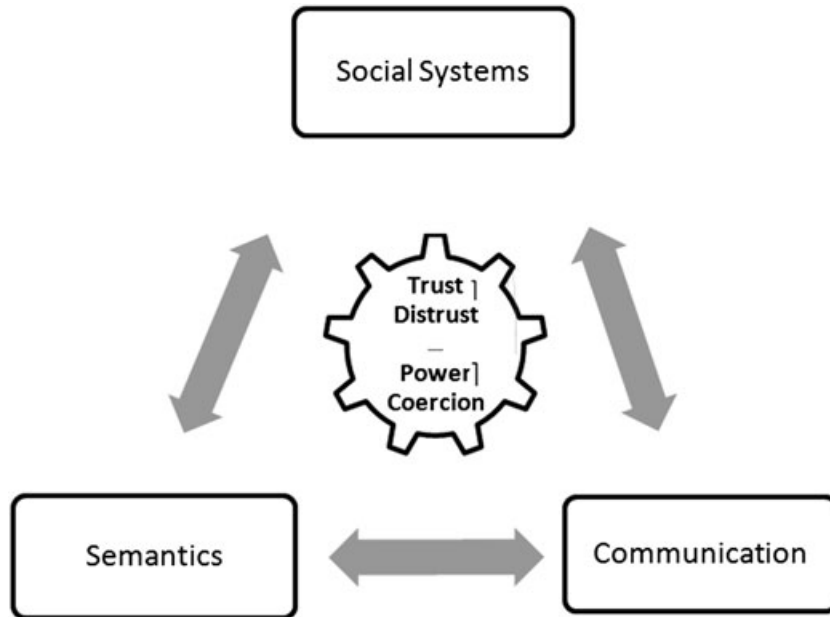 Social Systems
Trust ˥
Distrust
—
Power˥
Coercion
Semantics
Communication